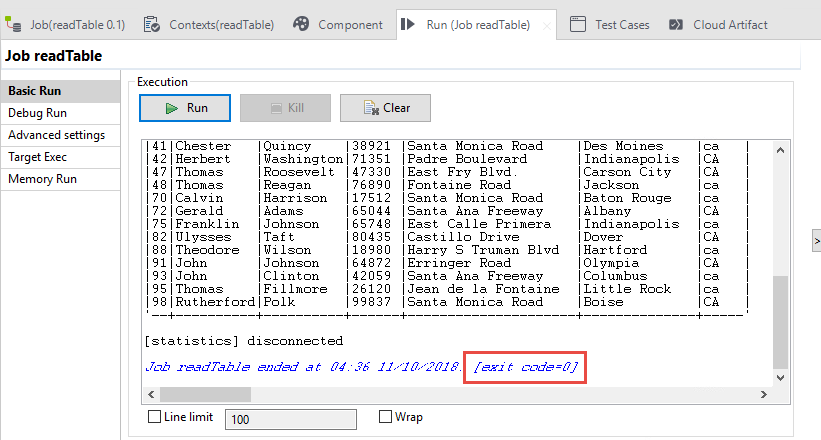 Job(readTable 0.1) Contexts(readTable) Component Run (Job readTable) Test Cases Cloud Artifact
Job readTable
Basic Run
Debug Run
Advanced settings
Target Exec
Memory Run
Execution
Run Kill Clear
|41|Chester |Quincy |38921 |Santa Monica Road |Des Moines |ca |
|42|Herbert |Washington|71351 |Padre Boulevard |Indianapolis |CA |
|47|Thomas |Roosevelt |47330 |East Fry Blvd. |Carson City |CA |
|48|Thomas |Reagan |76890 |Fontaine Road |Jackson |ca |
|70|Calvin |Harrison |17512 |Santa Monica Road |Baton Rouge |ca |
|72|Gerald |Adams |65044 |Santa Ana Freeway |Albany |CA |
|75|Franklin |Johnson |65748 |East Calle Primera |Indianapolis |ca |
|82|Ulysses |Taft |80435 |Castillo Drive |Dover |CA |
|88|Theodore |Wilson |18980 |Harry S Truman Blvd |Hartford |ca |
|91|John |Johnson |64872 |Erringer Road |Olympia |CA |
|93|John |Clinton |42059 |Santa Ana Freeway |Columbus |ca |
|95|Thomas |Fillmore |26120 |Jean de la Fontaine |Little Rock |ca |
|98|Rutherford|Polk |99837 |Santa Monica Road |Boise |CA |
'--+----------+----------+------+--------------------+--------------+-----'
[statistics] disconnected
Job readTable ended at 04:36 11/10/2018. [exit code=0]
Line limit 100 Wrap